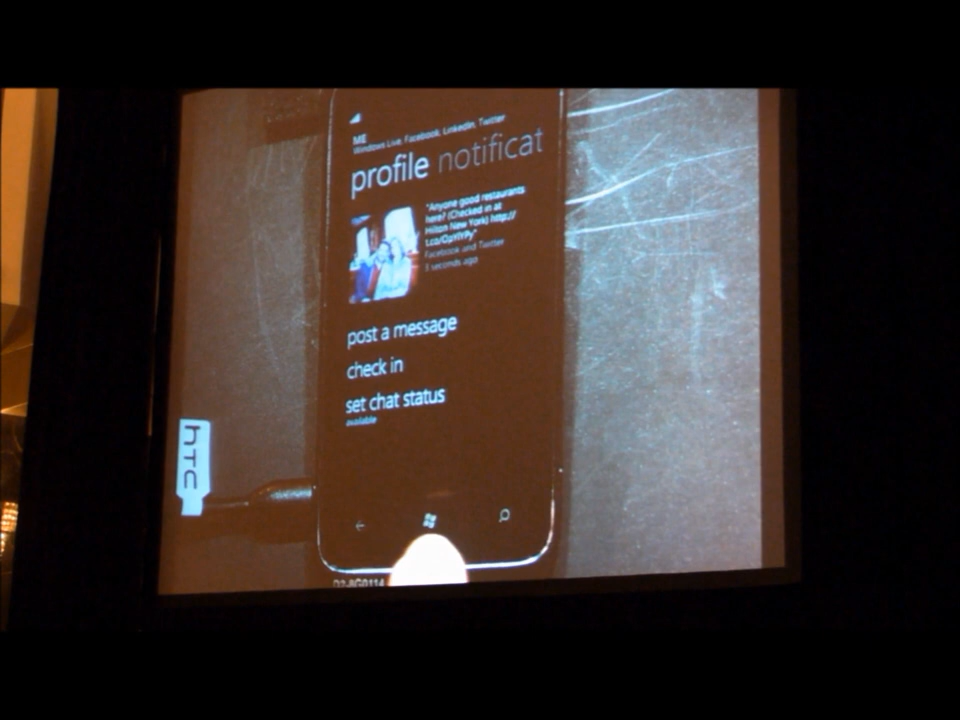 ME
Windows Live, Facebook, LinkedIn, Twitter
profile notificat
"Anyone good restaurants
here? (Checked in at
Hilton New York) http://
Facebook and Twitter
3 seconds ago
post a message
check in
set chat status
available
hTC